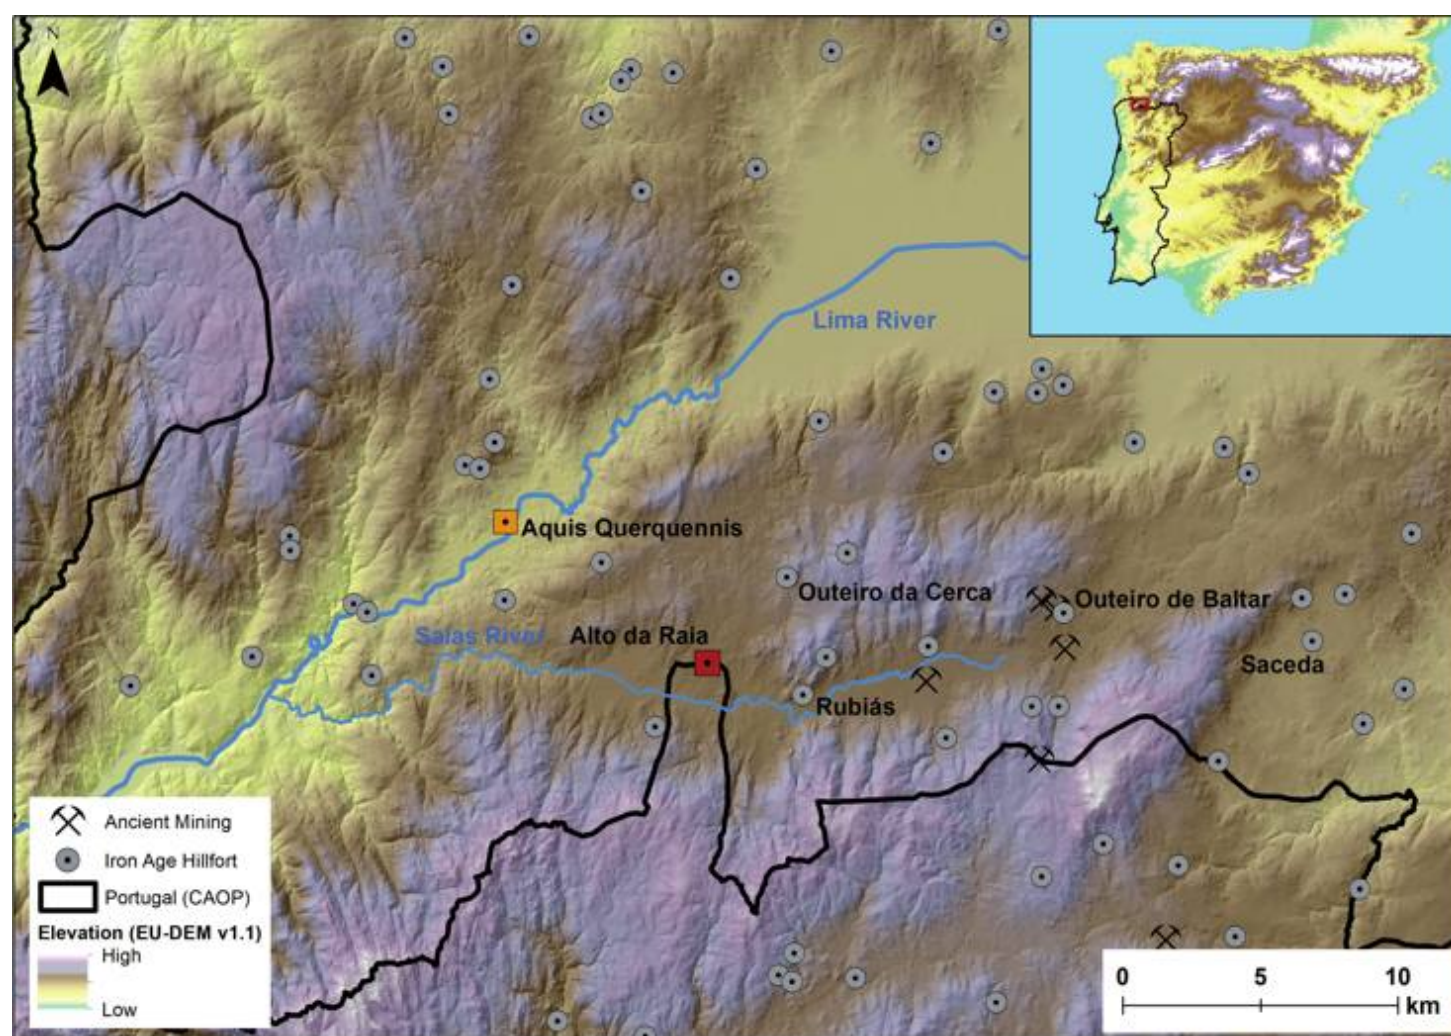 N
Lima River
Aquis Querquennis
Outeiro da Cerca
Outeiro de Baltar
Salas River
Alto da Raia
Saceda
Rubiás
Ancient Mining
Iron Age Hillfort
Portugal (CAOP)
Elevation (EU-DEM v1.1)
High
Low
0 5 10
km